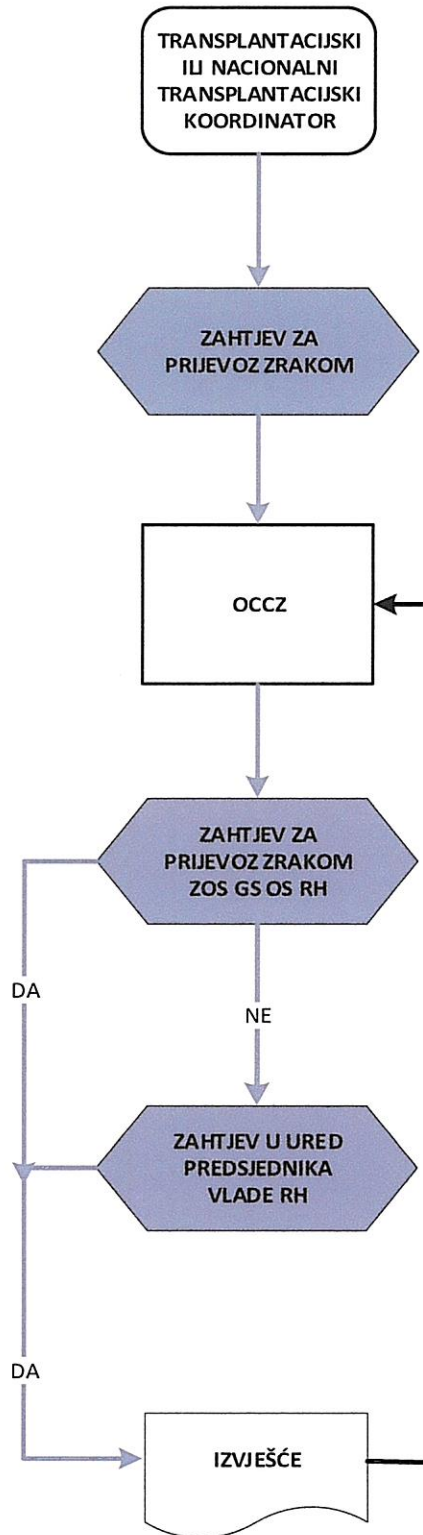 TRANSPLANTACIJSKI
ILI NACIONALNI
TRANSPLANTACIJSKI
KOORDINATOR
ZAHTJEV ZA
PRIJEVOZ ZRAKOM
OCCZ
ZAHTJEV ZA
PRIJEVOZ ZRAKOM
ZOS GS OS RH
DA
NE
ZAHTJEV U URED
PREDSJEDNIKA
VLADE RH
DA
IZVJEŠĆE